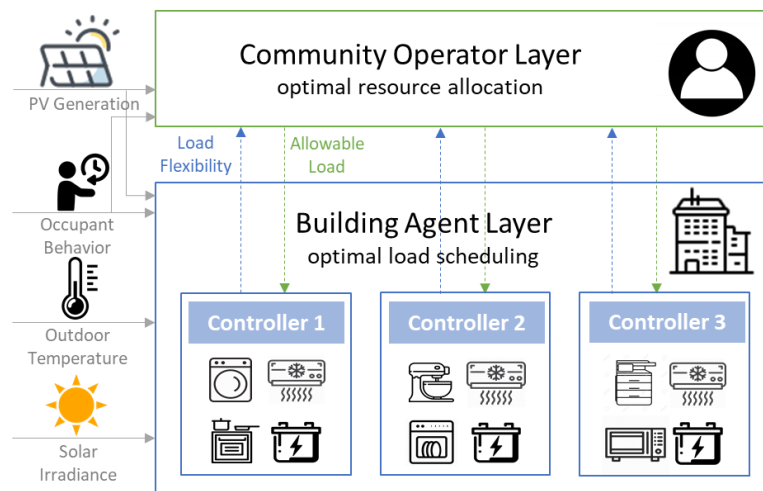 Community Operator Layer
optimal resource allocation
PV Generation
Load
Flexibility
Allowable
Load
Occupant
Behavior
Building Agent Layer
optimal load scheduling
Outdoor
Temperature
Controller 1
Controller 2
Controller 3
Solar
Irradiance